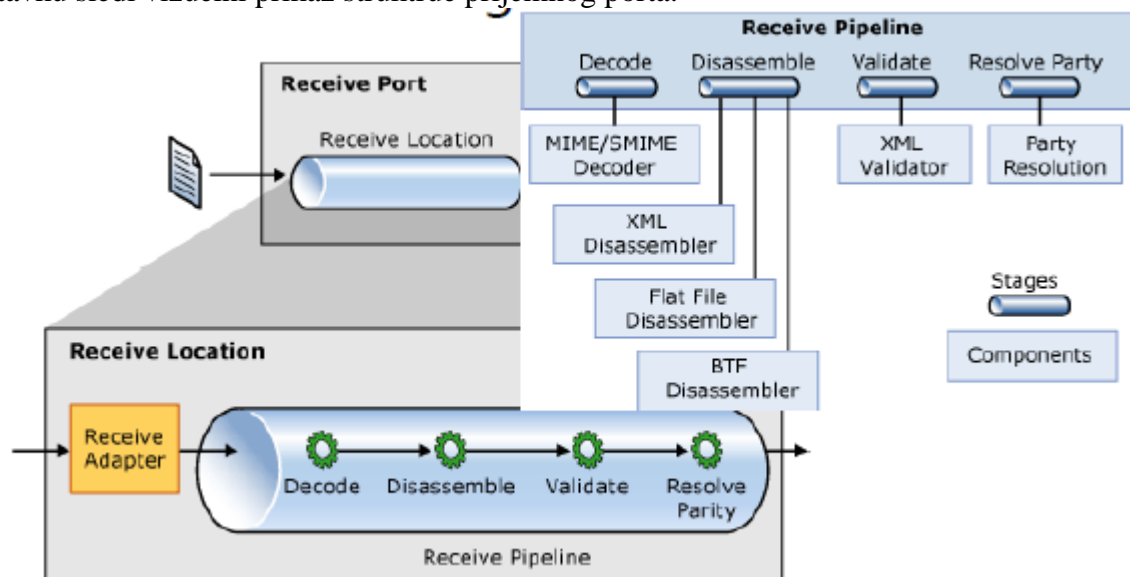 Receive Pipeline
Decode
Disassemble
Validate
Resolve Party
Receive Port
Receive Location
MIME/SMIME
Decoder
XML
Validator
Party
Resolution
XML
Disassembler
Flat File
Disassembler
BTF
Disassembler
Stages
Components
Receive Location
Receive
Adapter
Decode
Disassemble
Validate
Resolve
Parity
Receive Pipeline